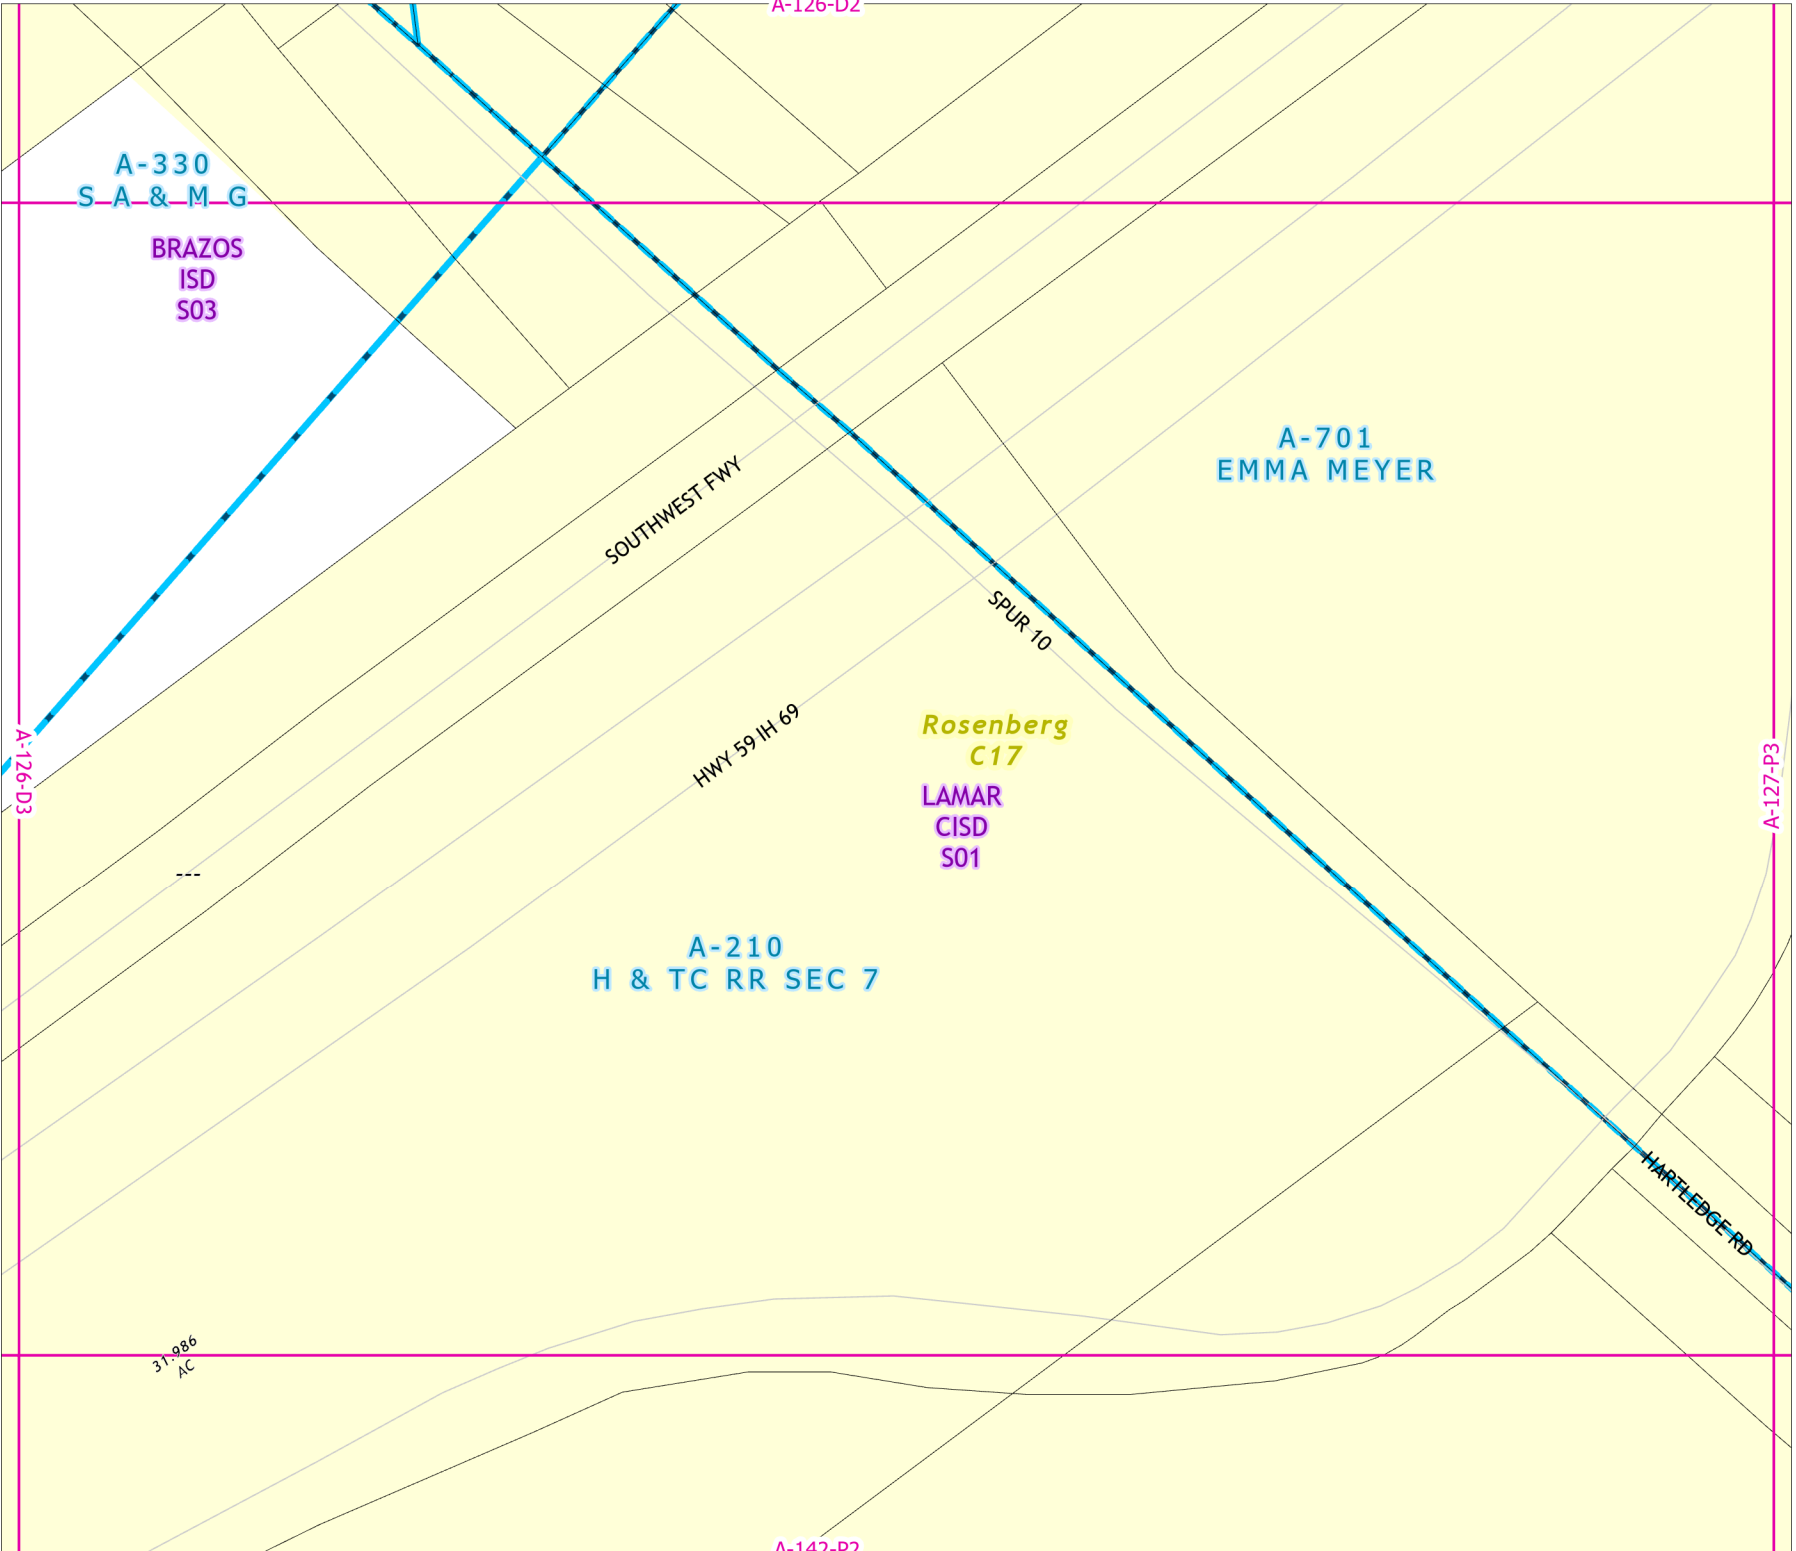 A-126-D2
A-330
S A & M G
BRAZOS
ISD
S03
A-701
EMMA MEYER
SOUTHWEST FWY
SPUR 10
HWY 59 IH 69
Rosenberg
C17
A-126-D3
A-127-P3
LAMAR
CISD
S01
---
A-210
H & TC RR SEC 7
HARTLEDGE RD
31.986
AC
A-142-P2